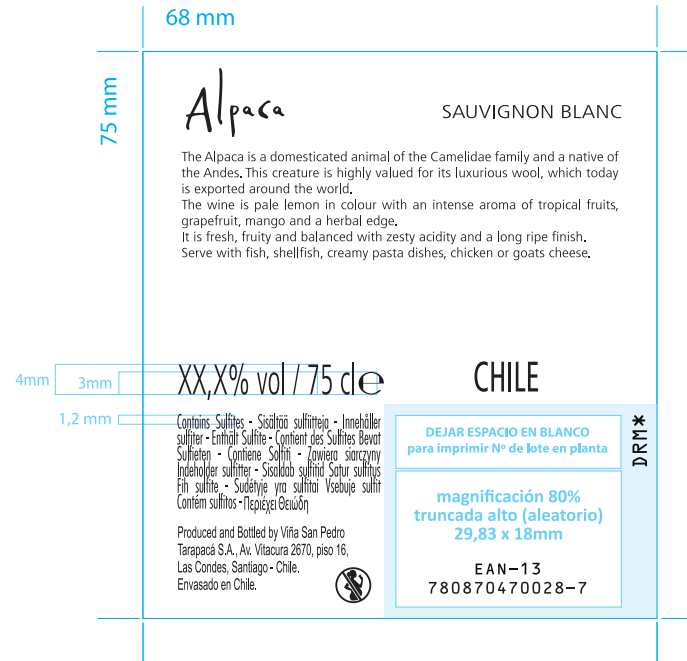 68 mm
75 mm
Alpaca
SAUVIGNON BLANC
The Alpaca is a domesticated animal of the Camelidae family and a native of
the Andes. This creature is highly valued for its luxurious wool, which today
is exported around the world.
The wine is pale lemon in colour with an intense aroma of tropical fruits,
grapefruit, mango and a herbal edge.
It is fresh, fruity and balanced with zesty acidity and a long ripe finish.
Serve with fish, shellfish, creamy pasta dishes, chicken or goats cheese.
4mm
3mm
XX,X% vol / 75 cl ℮
CHILE
1,2 mm
Contains Sulfites - Sisältää sulfiitteja - Innehåller
sulfiter - Enthält Sulfite - Contient des Sulfites Bevat
Sulfieten - Contiene Solfiti - Zawiera siarczyny
Indeholder sulfitter - Sisaldab sulfitid Satur sulfitus
Fih sulfite - Sudėtyje yra sulfitai Vsebuje sulfit
Contém sulfitos - Περιέχει Θειώδη
Produced and Bottled by Viña San Pedro
Tarapacá S.A., Av. Vitacura 2670, piso 16,
Las Condes, Santiago - Chile.
Envasado en Chile.
DEJAR ESPACIO EN BLANCO
para imprimir Nº de lote en planta
DRM*
magnificación 80%
truncada alto (aleatorio)
29,83 x 18mm
EAN-13
780870470028-7